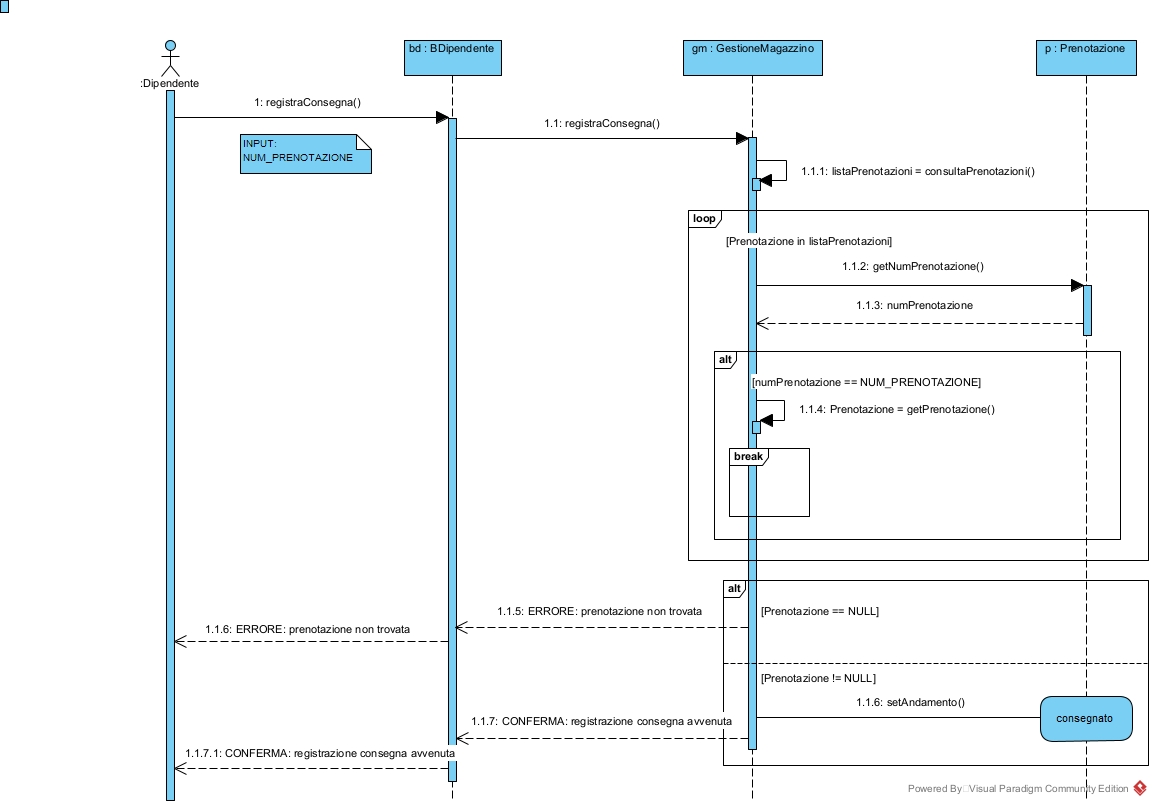 bd : BDipendente
gm : GestioneMagazzino
p : Prenotazione
:Dipendente
1: registraConsegna()
1.1: registraConsegna()
INPUT:
NUM_PRENOTAZIONE
1.1.1: listaPrenotazioni = consultaPrenotazioni()
loop
[Prenotazione in listaPrenotazioni]
1.1.2: getNumPrenotazione()
1.1.3: numPrenotazione
alt
[numPrenotazione == NUM_PRENOTAZIONE]
1.1.4: Prenotazione = getPrenotazione()
break
alt
1.1.5: ERRORE: prenotazione non trovata
[Prenotazione == NULL]
1.1.6: ERRORE: prenotazione non trovata
[Prenotazione != NULL]
1.1.6: setAndamento()
consegnato
1.1.7: CONFERMA: registrazione consegna avvenuta
1.1.7.1: CONFERMA: registrazione consegna avvenuta
Powered By Visual Paradigm Community Edition